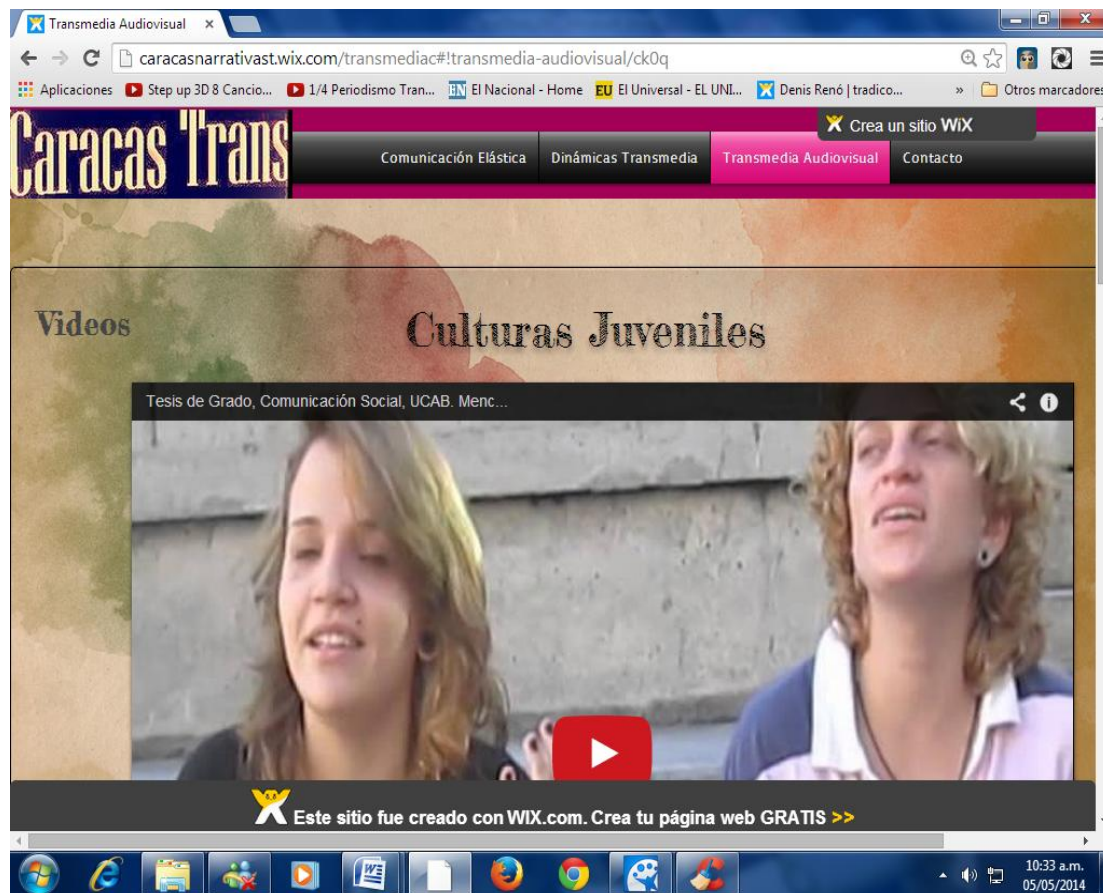 Transmedia Audiovisual
caracasnarrativast.wix.com/transmediac#!transmedia-audiovisual/ck0q
Aplicaciones Step up 3D 8 Cancio... 1/4 Periodismo Tran... EN El Nacional - Home EU El Universal - EL UNI... Denis Renó | tradico... » Otros marcadores
Crea un sitio WiX
Caracas Trans
Comunicación Elástica Dinámicas Transmedia Transmedia Audiovisual Contacto
Videos
Culturas Juveniles
Tesis de Grado, Comunicación Social, UCAB. Menc...
Este sitio fue creado con WIX.com. Crea tu página web GRATIS >>
10:33 a.m.
05/05/2014